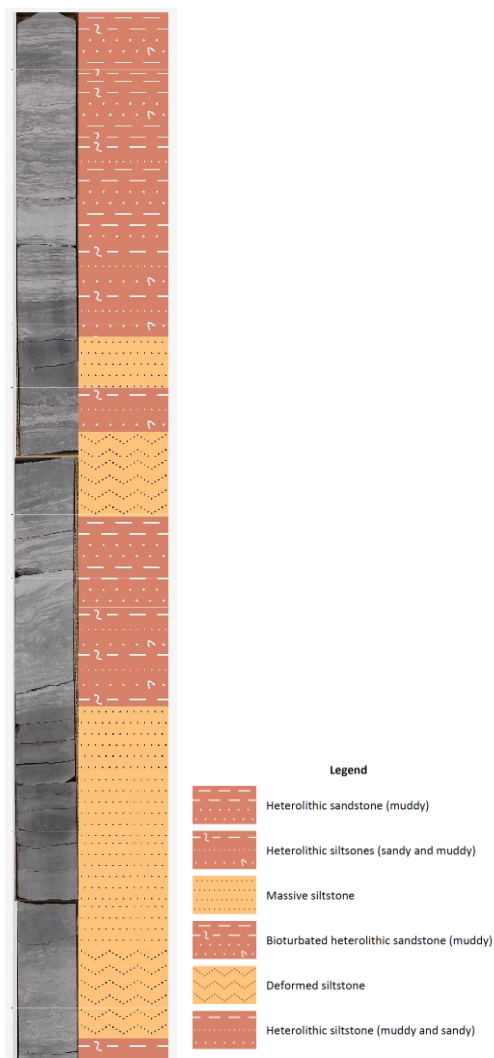 Legend
Heterolithic sandstone (muddy)
Heterolithic siltsones (sandy and muddy)
Massive siltstone
Bioturbated heterolithic sandstone (muddy)
Deformed siltstone
Heterolithic siltstone (muddy and sandy)